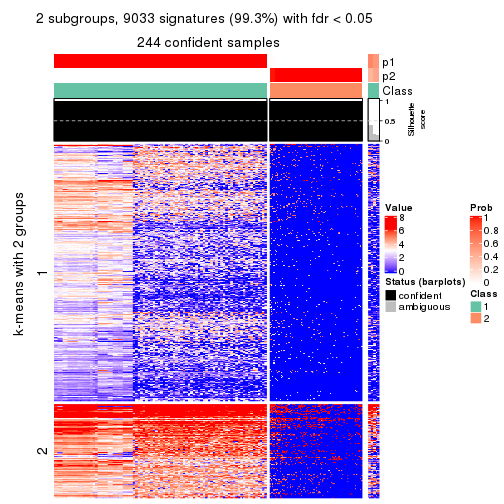 2 subgroups, 9033 signatures (99.3%) with fdr < 0.05
244 confident samples
p1
p2
Class
1
0.5
0
Silhouette
score
k-means with 2 groups
1
2
Value
8
6
4
2
0
Status (barplots)
confident
ambiguous
Prob
1
0.8
0.6
0.4
0.2
0
Class
1
2